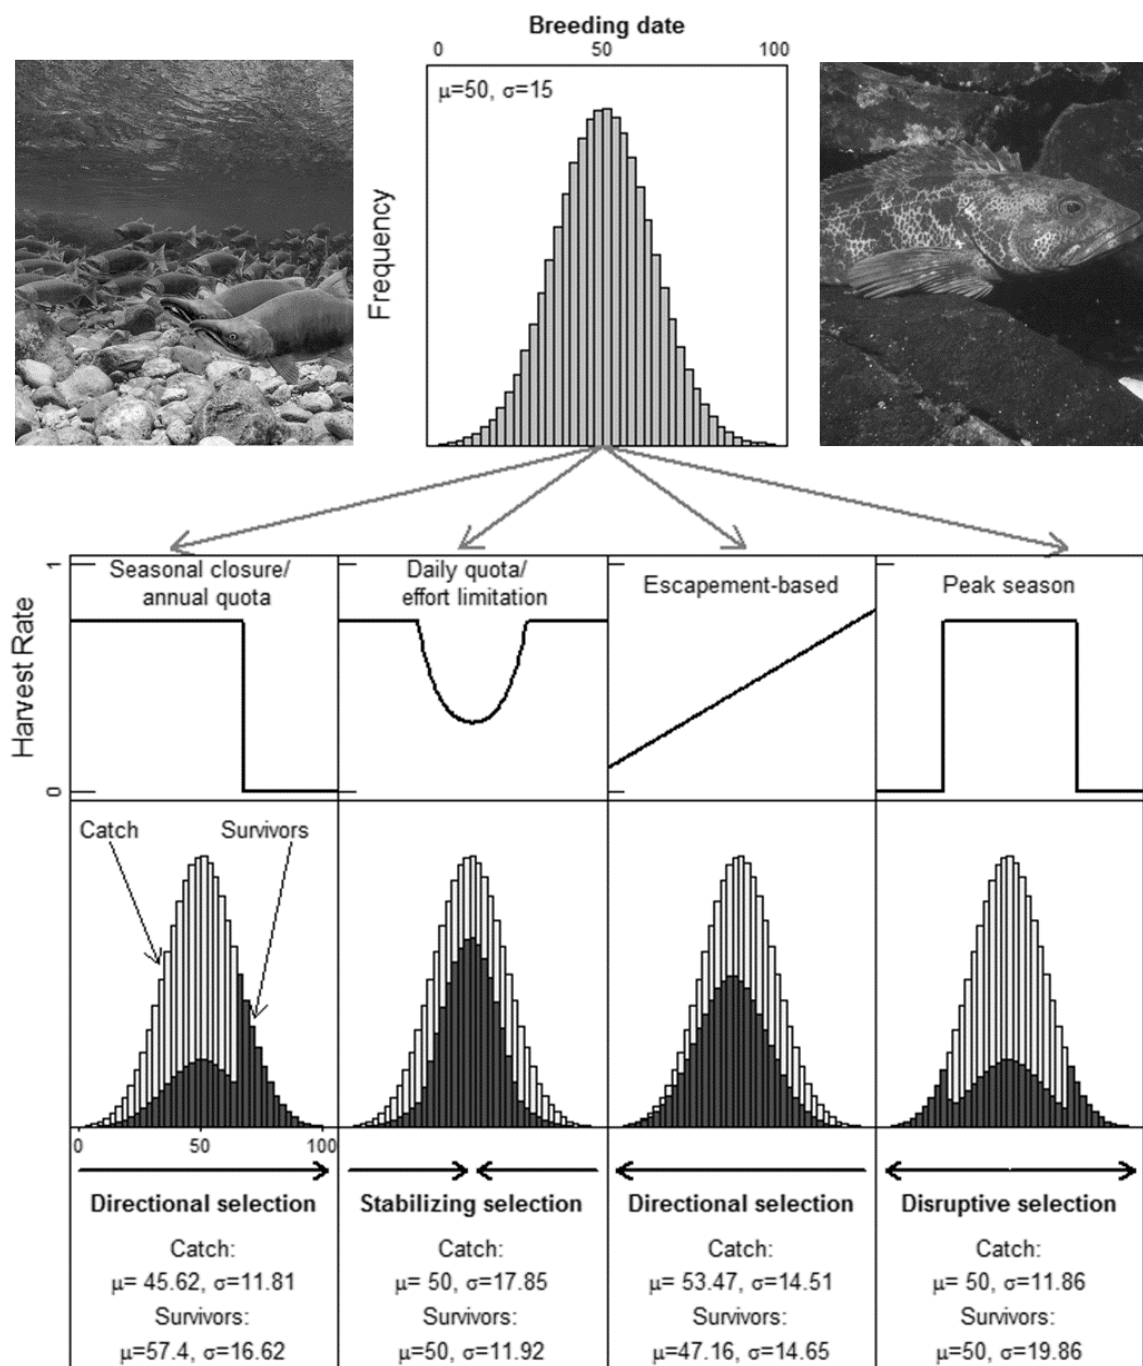 Breeding date
0 50 100
μ=50, σ=15
Frequency
Seasonal closure/
annual quota
Daily quota/
effort limitation
Escapement-based
Peak season
1
Harvest Rate
0
Catch
Survivors
0 50 100
Directional selection
Stabilizing selection
Directional selection
Disruptive selection
Catch:
μ= 45.62, σ=11.81
Survivors:
μ=57.4, σ=16.62
Catch:
μ= 50, σ=17.85
Survivors:
μ=50, σ=11.92
Catch:
μ= 53.47, σ=14.51
Survivors:
μ=47.16, σ=14.65
Catch:
μ= 50, σ=11.86
Survivors:
μ=50, σ=19.86